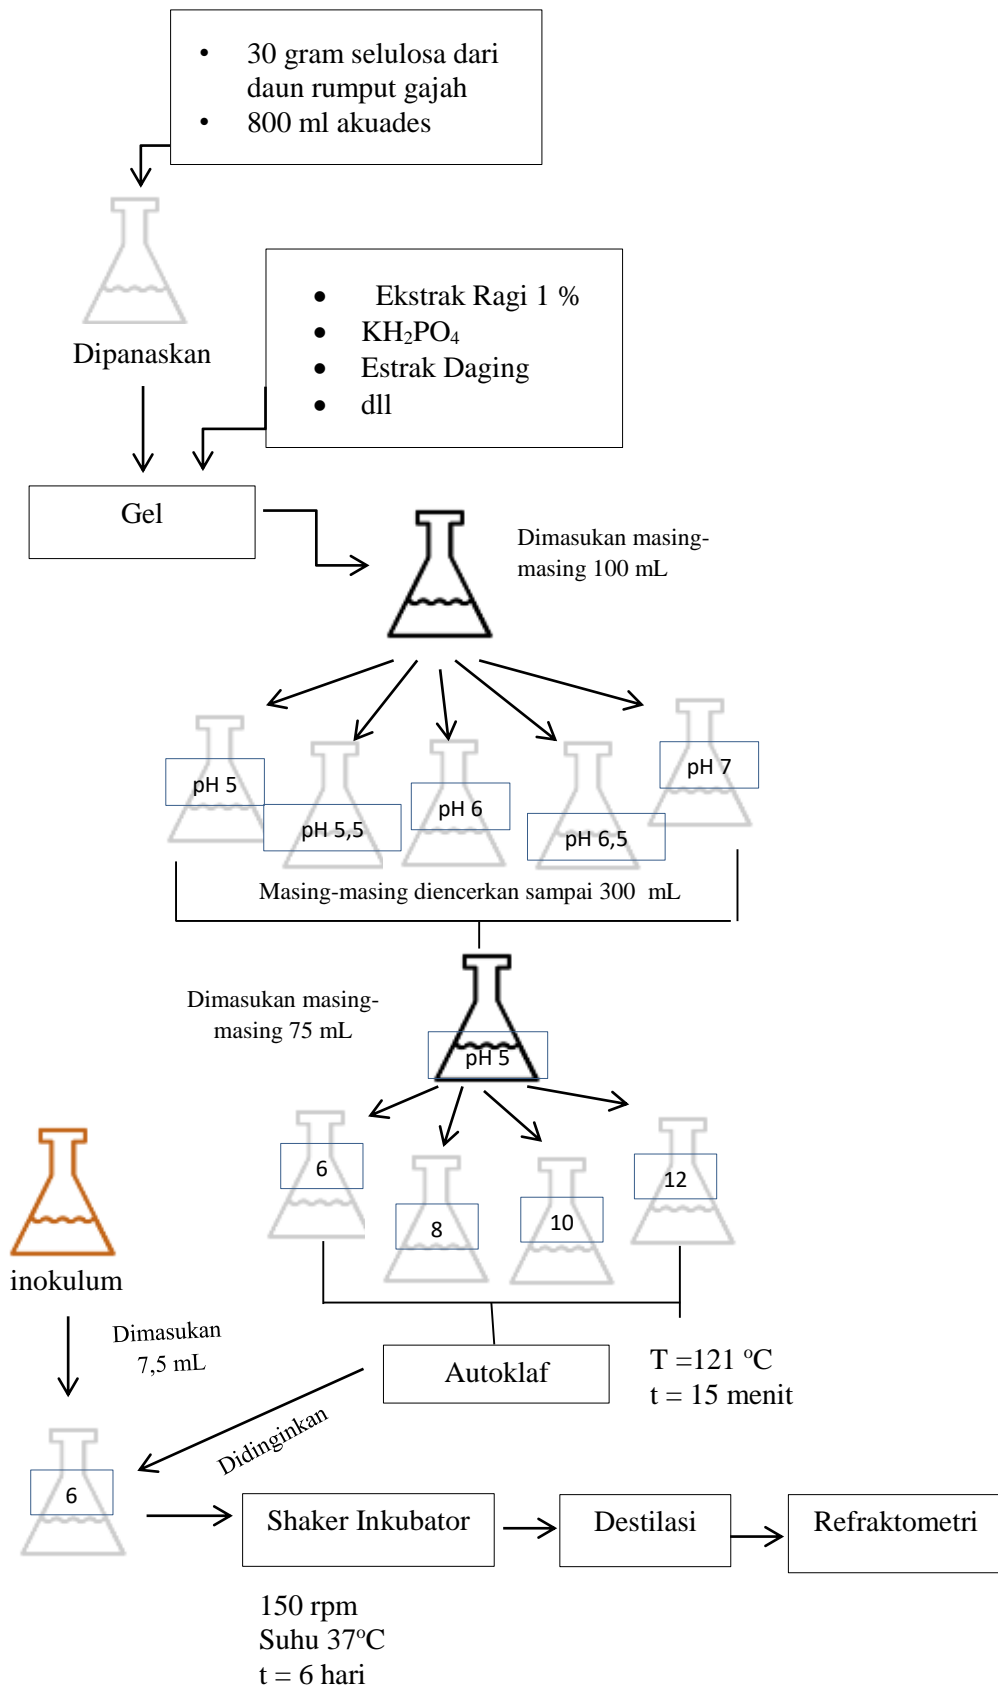 • 30 gram selulosa dari
daun rumput gajah
• 800 ml akuades
• Ekstrak Ragi 1 %
• KH₂PO₄
• Estrak Daging
• dll
Dipanaskan
Gel
Dimasukan masing-
masing 100 mL
pH 5
pH 5,5
pH 6
pH 6,5
pH 7
Masing-masing diencerkan sampai 300 mL
Dimasukan masing-
masing 75 mL
pH 5
6
8
10
12
inokulum
Dimasukan
7,5 mL
Autoklaf
T =121 °C
t = 15 menit
Didinginkan
6
Shaker Inkubator
Destilasi
Refraktometri
150 rpm
Suhu 37°C
t = 6 hari